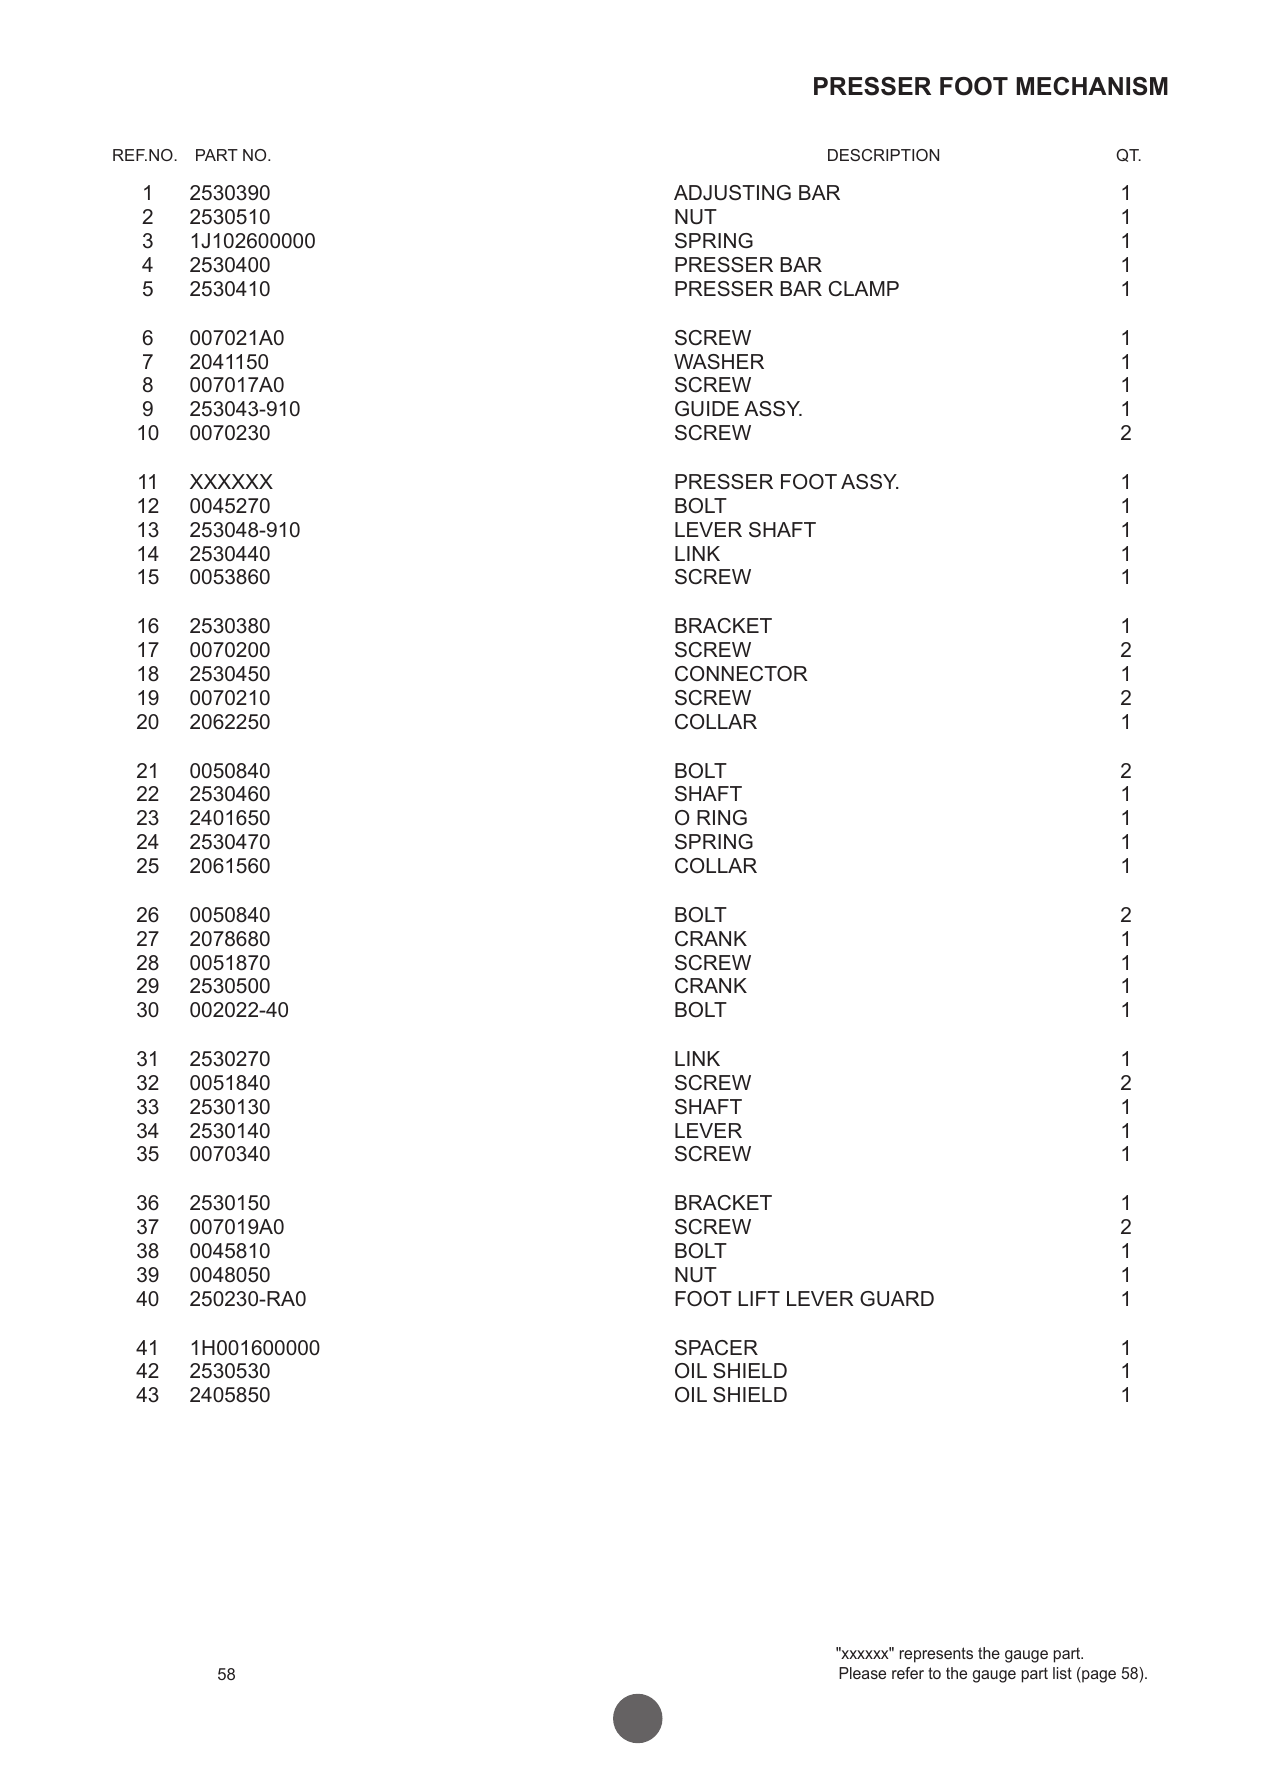 PRESSER FOOT MECHANISM
REF.NO. PART NO. DESCRIPTION QT.
1 2530390 ADJUSTING BAR 1
2 2530510 NUT 1
3 1J102600000 SPRING 1
4 2530400 PRESSER BAR 1
5 2530410 PRESSER BAR CLAMP 1
6 007021A0 SCREW 1
7 2041150 WASHER 1
8 007017A0 SCREW 1
9 253043-910 GUIDE ASSY. 1
10 0070230 SCREW 2
11 XXXXXX PRESSER FOOT ASSY. 1
12 0045270 BOLT 1
13 253048-910 LEVER SHAFT 1
14 2530440 LINK 1
15 0053860 SCREW 1
16 2530380 BRACKET 1
17 0070200 SCREW 2
18 2530450 CONNECTOR 1
19 0070210 SCREW 2
20 2062250 COLLAR 1
21 0050840 BOLT 2
22 2530460 SHAFT 1
23 2401650 O RING 1
24 2530470 SPRING 1
25 2061560 COLLAR 1
26 0050840 BOLT 2
27 2078680 CRANK 1
28 0051870 SCREW 1
29 2530500 CRANK 1
30 002022-40 BOLT 1
31 2530270 LINK 1
32 0051840 SCREW 2
33 2530130 SHAFT 1
34 2530140 LEVER 1
35 0070340 SCREW 1
36 2530150 BRACKET 1
37 007019A0 SCREW 2
38 0045810 BOLT 1
39 0048050 NUT 1
40 250230-RA0 FOOT LIFT LEVER GUARD 1
41 1H001600000 SPACER 1
42 2530530 OIL SHIELD 1
43 2405850 OIL SHIELD 1
"xxxxxx" represents the gauge part.
Please refer to the gauge part list (page 58).
58